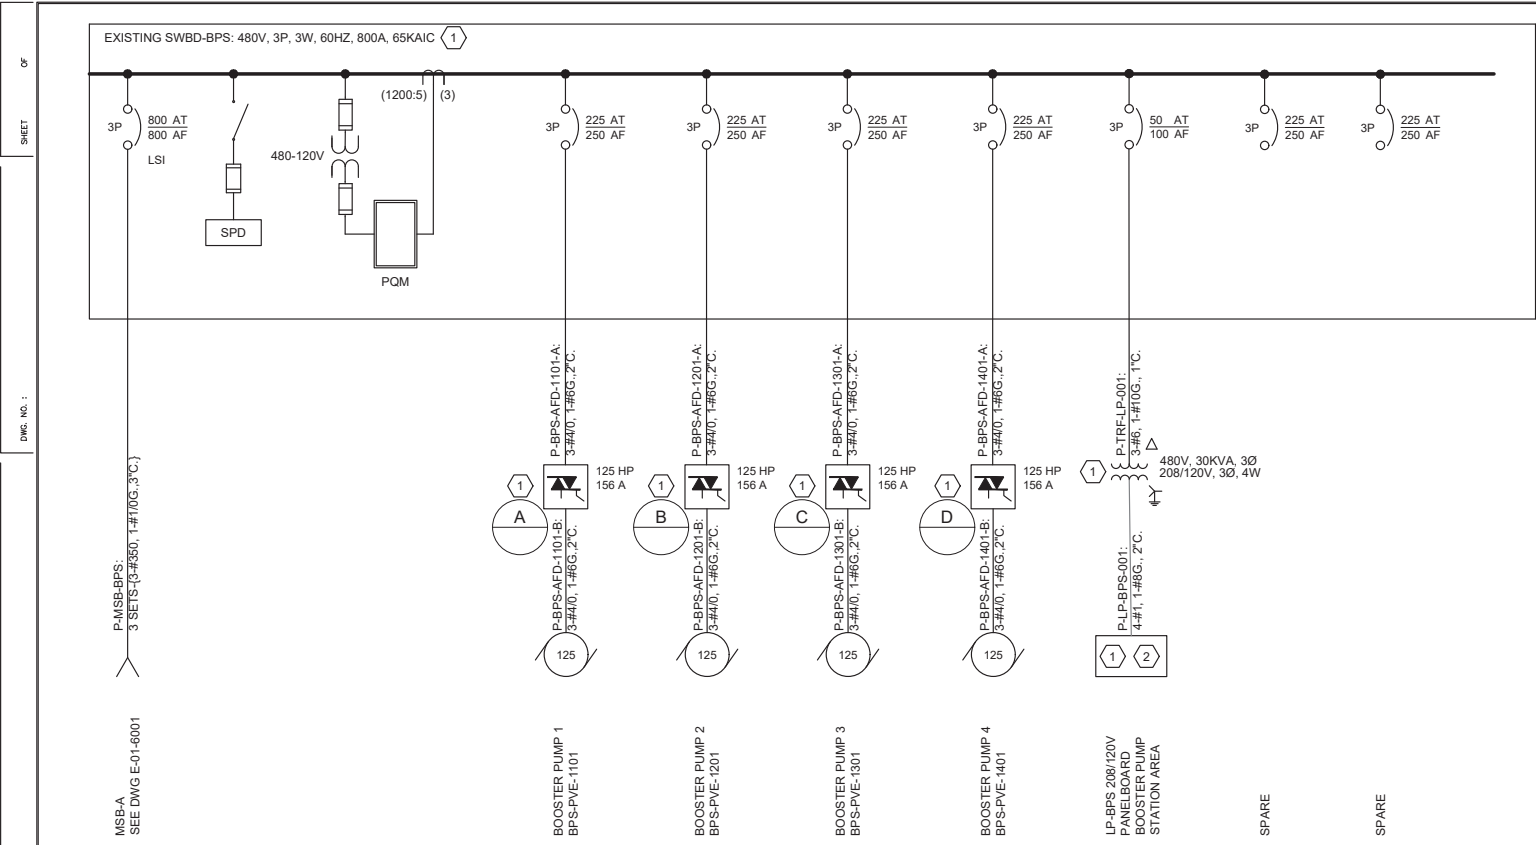 OF
SHEET
DWG. NO. :
EXISTING SWBD-BPS: 480V, 3P, 3W, 60HZ, 800A, 65KAIC 1
3P
800 AT
800 AF
LSI
SPD
480-120V
(1200:5) (3)
PQM
3P
225 AT
250 AF
3P
225 AT
250 AF
3P
225 AT
250 AF
3P
225 AT
250 AF
3P
50 AT
100 AF
3P
225 AT
250 AF
3P
225 AT
250 AF
P-MSB-BPS:
3 SETS-{3-#350, 1-#1/0G.,3"C.}
MSB-A
SEE DWG E-01-6001
P-BPS-AFD-1101-A:
3-#4/0, 1-#6G.,2"C.
1
A
125 HP
156 A
P-BPS-AFD-1101-B:
3-#4/0, 1-#6G.,2"C.
125
BOOSTER PUMP 1
BPS-PVE-1101
P-BPS-AFD-1201-A:
3-#4/0, 1-#6G.,2"C.
1
B
125 HP
156 A
P-BPS-AFD-1201-B:
3-#4/0, 1-#6G.,2"C.
125
BOOSTER PUMP 2
BPS-PVE-1201
P-BPS-AFD-1301-A:
3-#4/0, 1-#6G.,2"C.
1
C
125 HP
156 A
P-BPS-AFD-1301-B:
3-#4/0, 1-#6G.,2"C.
125
BOOSTER PUMP 3
BPS-PVE-1301
P-BPS-AFD-1401-A:
3-#4/0, 1-#6G.,2"C.
1
D
125 HP
156 A
P-BPS-AFD-1401-B:
3-#4/0, 1-#6G.,2"C.
125
BOOSTER PUMP 4
BPS-PVE-1401
P-TRF-LP-001:
3-#6, 1-#10G., 1"C.
1
480V, 30KVA, 3Ø
208/120V, 3Ø, 4W
P-LP-BPS-001:
4-#1, 1-#8G., 2"C.
1 2
LP-BPS 208/120V
PANELBOARD
BOOSTER PUMP
STATION AREA
SPARE
SPARE